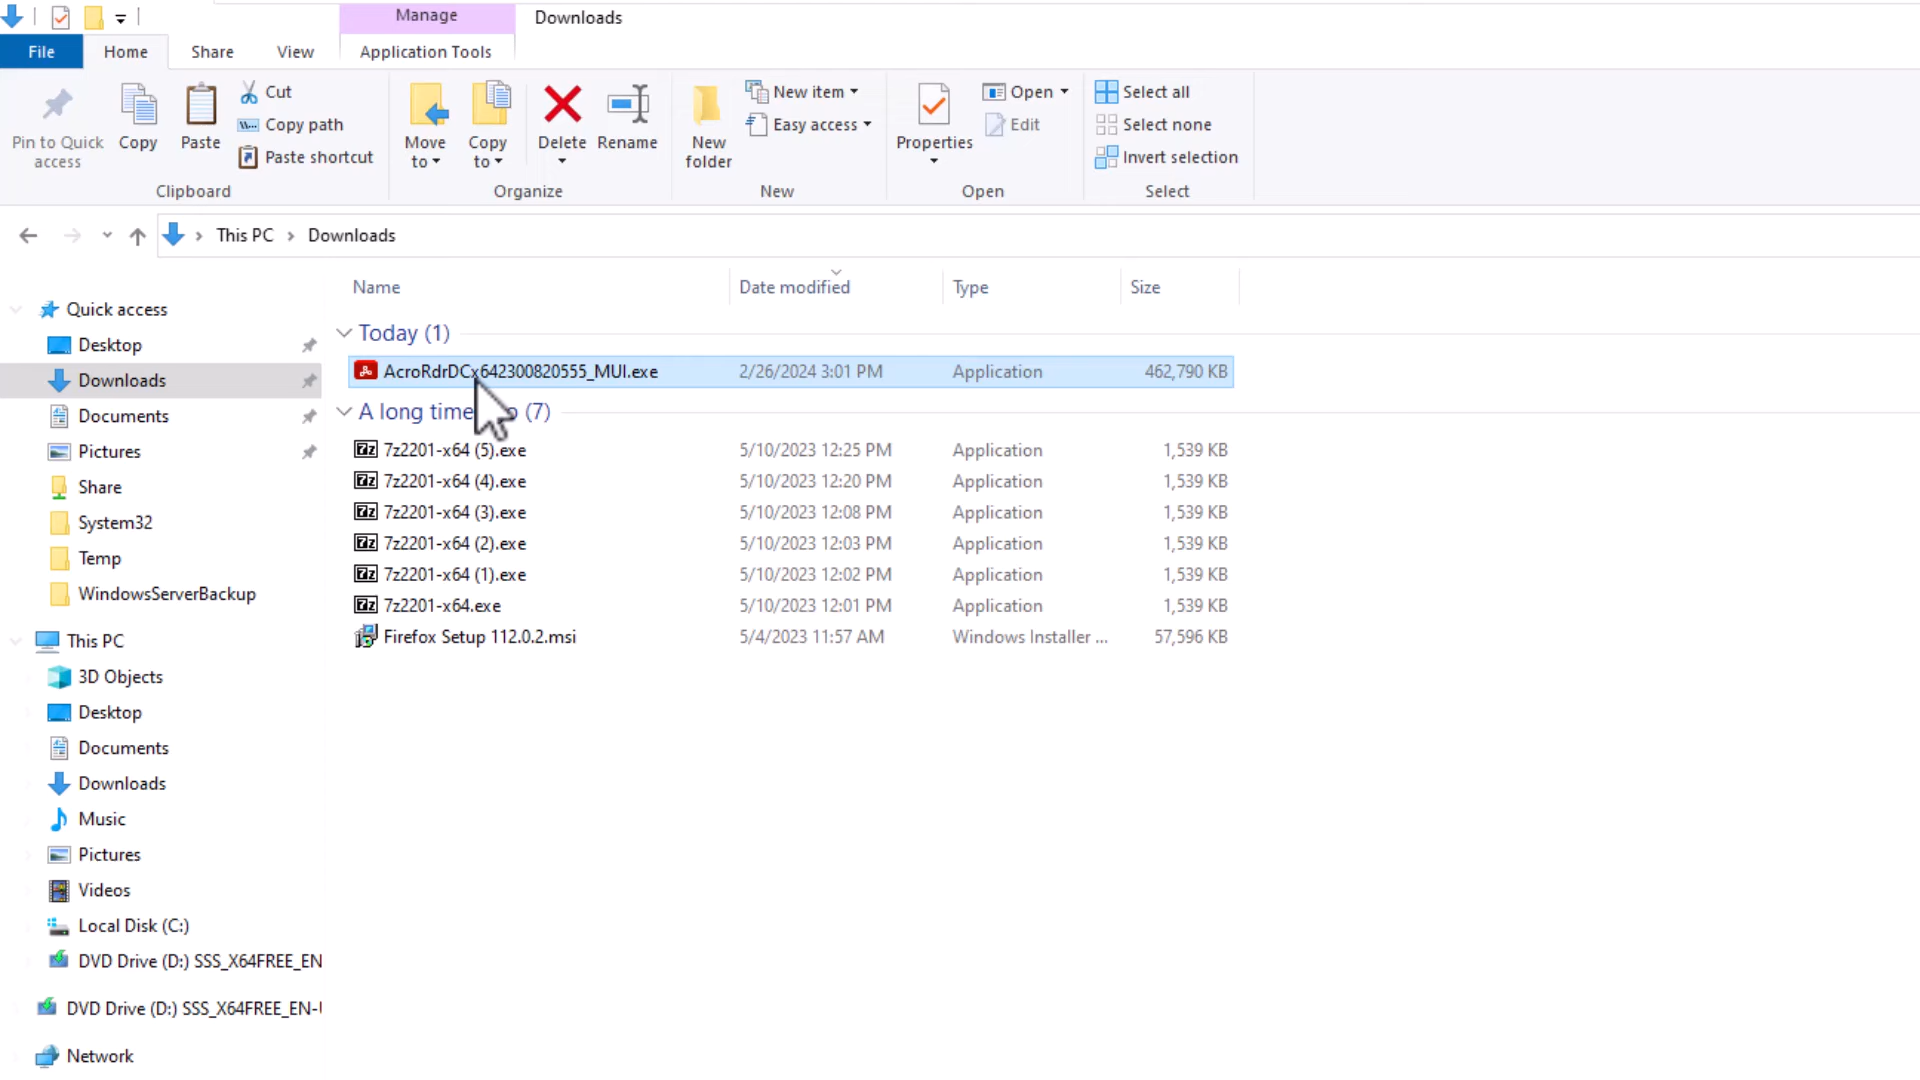 Manage
Downloads
File
Home
Share
View
Application Tools
Pin to Quick access
Copy
Paste
Cut
Copy path
Paste shortcut
Clipboard
Move to
Copy to
Delete
Rename
Organize
New folder
New item
Easy access
New
Properties
Open
Edit
Open
Select all
Select none
Invert selection
Select
This PC
Downloads
Name
Date modified
Type
Size
Quick access
Desktop
Downloads
Documents
Pictures
Share
System32
Temp
WindowsServerBackup
This PC
3D Objects
Desktop
Documents
Downloads
Music
Pictures
Videos
Local Disk (C:)
DVD Drive (D:) SSS_X64FREE_EN
DVD Drive (D:) SSS_X64FREE_EN-
Network
Today (1)
AcroRdrDCx642300820555_MUI.exe 2/26/2024 3:01 PM Application 462,790 KB
A long time (7)
7z2201-x64 (5).exe 5/10/2023 12:25 PM Application 1,539 KB
7z2201-x64 (4).exe 5/10/2023 12:20 PM Application 1,539 KB
7z2201-x64 (3).exe 5/10/2023 12:08 PM Application 1,539 KB
7z2201-x64 (2).exe 5/10/2023 12:03 PM Application 1,539 KB
7z2201-x64 (1).exe 5/10/2023 12:02 PM Application 1,539 KB
7z2201-x64.exe 5/10/2023 12:01 PM Application 1,539 KB
Firefox Setup 112.0.2.msi 5/4/2023 11:57 AM Windows Installer ... 57,596 KB